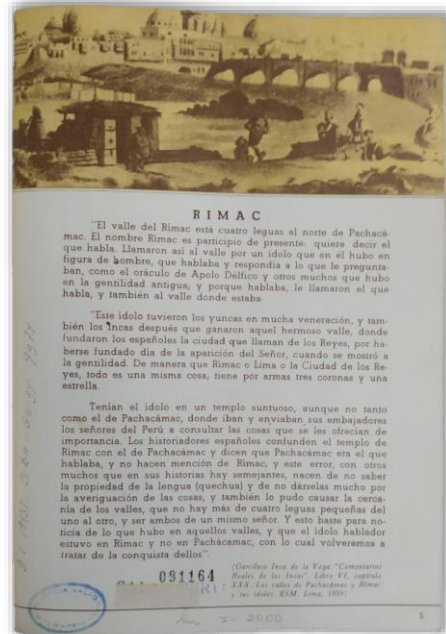 RIMAC
"El valle del Rímac está cuatro leguas al norte de Pachacá-
mac. El nombre Rímac es participio de presente: quiere decir el
que habla. Llamaron así al valle por un ídolo que en él hubo en
figura de hombre, que hablaba y respondía a lo que le pregunta-
ban, como el oráculo de Apolo Délfico y otros muchos que hubo
en la gentilidad antigua, y porque hablaba, le llamaron el que
habla, y también al valle donde estaba.
"Este ídolo tuvieron los yuncas en mucha veneración, y tam-
bién los Incas después que ganaron aquel hermoso valle, donde
fundaron los españoles la ciudad que llaman de los Reyes, por ha-
berse fundado día de la aparición del Señor, cuando se mostró a
la gentilidad. De manera que Rímac o Lima o la Ciudad de los Re-
yes, todo es una misma cosa; tiene por armas tres coronas y una
estrella.
Tenían el ídolo en un templo suntuoso, aunque no tanto
como el de Pachacámac, donde iban y enviaban sus embajadores
los señores del Perú a consultar las cosas que se les ofrecían de
importancia. Los historiadores españoles confunden el templo de
Rímac con el de Pachacámac y dicen que Pachacámac era el que
hablaba, y no hacen mención de Rímac, y este error, con otros
muchos que en sus historias hay semejantes, nacen de no saber
la propiedad de la lengua (quechua) y de no dárseles mucho por
la averiguación de las cosas, y también lo pudo causar la cerca-
nía de los valles, que no hay más de cuatro leguas pequeñas del
uno al otro, y ser ambos de un mismo señor. Y esto baste para no-
ticia de lo que hubo en aquellos valles, y que el ídolo hablador
estuvo en Rímac y no en Pachácamac, con lo cual volveremos a
tratar de la conquista dellos".
(Garcilaso Inca de la Vega. "Comentarios
Reales de los Incas". Libro VI, capítulo
XXX. Los valles de Pachacámac y Rímac
y sus ídolos. ESM. Lima, 1959)
091164
2000
5